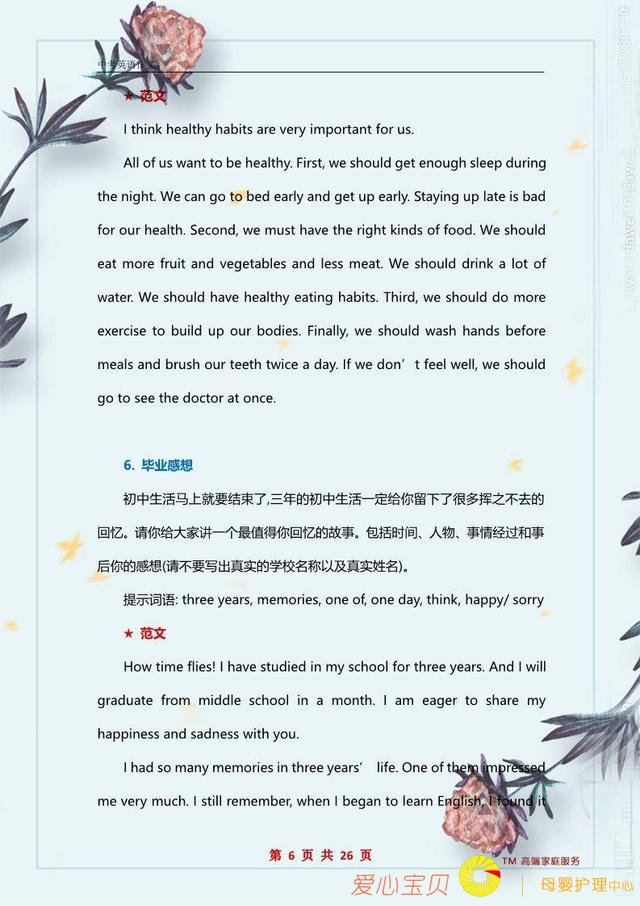 中考英语作文
★ 范文
I think healthy habits are very important for us.
All of us want to be healthy. First, we should get enough sleep during
the night. We can go to bed early and get up early. Staying up late is bad
for our health. Second, we must have the right kinds of food. We should
eat more fruit and vegetables and less meat. We should drink a lot of
water. We should have healthy eating habits. Third, we should do more
exercise to build up our bodies. Finally, we should wash hands before
meals and brush our teeth twice a day. If we don’t feel well, we should
go to see the doctor at once.
6. 毕业感想
初中生活马上就要结束了,三年的初中生活一定给你留下了很多挥之不去的
回忆。请你给大家讲一个最值得你回忆的故事。包括时间、人物、事情经过和事
后你的感想(请不要写出真实的学校名称以及真实姓名)。
提示词语: three years, memories, one of, one day, think, happy/ sorry
★ 范文
How time flies! I have studied in my school for three years. And I will
graduate from middle school in a month. I am eager to share my
happiness and sadness with you.
I had so many memories in three years’ life. One of them impressed
me very much. I still remember, when I began to learn English, I found it
第 6 页 共 26 页
TM 高端家庭服务
爱心宝贝 | 母婴护理中心